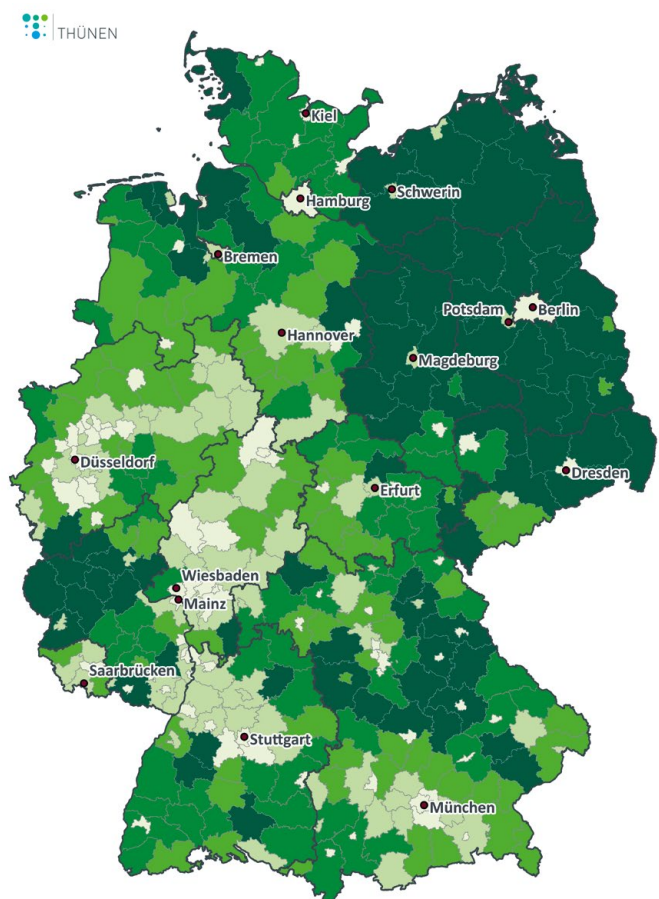 THÜNEN
Kiel
Schwerin
Hamburg
Bremen
Potsdam
Berlin
Hannover
Magdeburg
Düsseldorf
Dresden
Erfurt
Wiesbaden
Mainz
Saarbrücken
Stuttgart
München